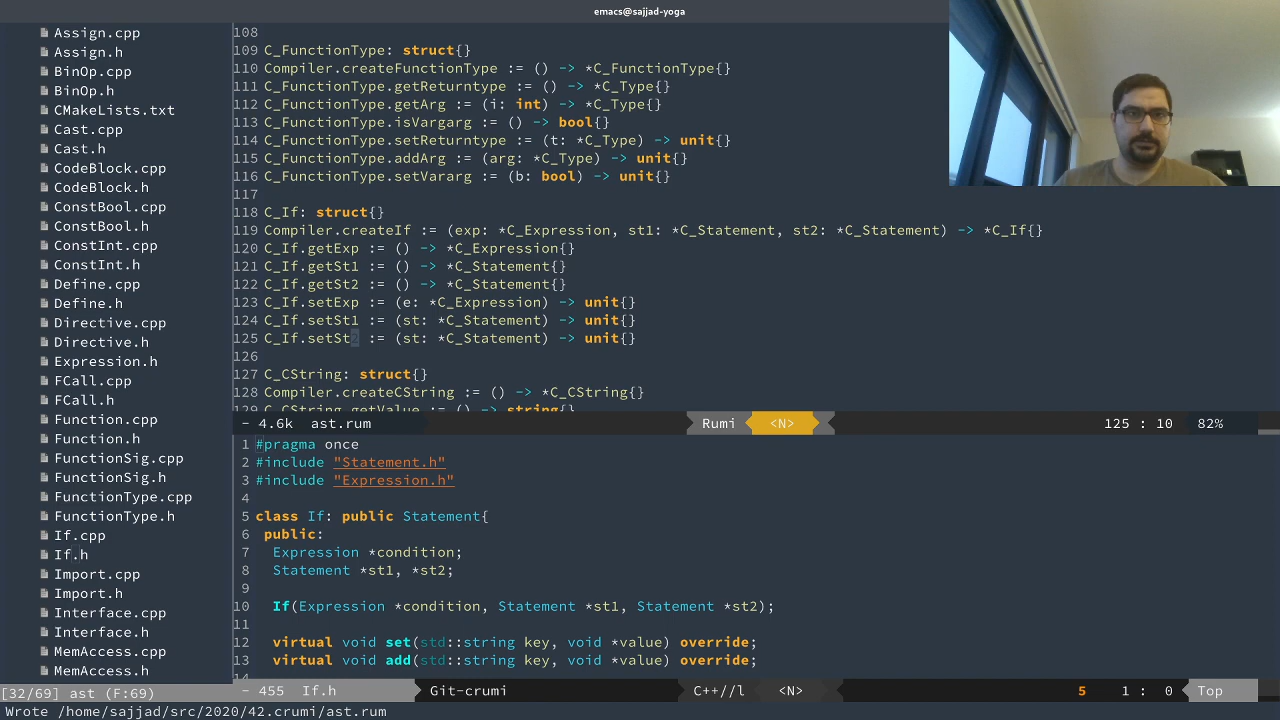 emacs@sajjad-yoga
Assign.cpp
Assign.h
BinOp.cpp
BinOp.h
CMakeLists.txt
Cast.cpp
Cast.h
CodeBlock.cpp
CodeBlock.h
ConstBool.cpp
ConstBool.h
ConstInt.cpp
ConstInt.h
Define.cpp
Define.h
Directive.cpp
Directive.h
Expression.h
FCall.cpp
FCall.h
Function.cpp
Function.h
FunctionSig.cpp
FunctionSig.h
FunctionType.cpp
FunctionType.h
If.cpp
If.h
Import.cpp
Import.h
Interface.cpp
Interface.h
MemAccess.cpp
MemAccess.h
[32/69] ast (F:69)
108
109 C_FunctionType: struct{}
110 Compiler.createFunctionType := () -> *C_FunctionType{}
111 C_FunctionType.getReturntype := () -> *C_Type{}
112 C_FunctionType.getArg := (i: int) -> *C_Type{}
113 C_FunctionType.isVargarg := () -> bool{}
114 C_FunctionType.setReturntype := (t: *C_Type) -> unit{}
115 C_FunctionType.addArg := (arg: *C_Type) -> unit{}
116 C_FunctionType.setVararg := (b: bool) -> unit{}
117
118 C_If: struct{}
119 Compiler.createIf := (exp: *C_Expression, st1: *C_Statement, st2: *C_Statement) -> *C_If{}
120 C_If.getExp := () -> *C_Expression{}
121 C_If.getSt1 := () -> *C_Statement{}
122 C_If.getSt2 := () -> *C_Statement{}
123 C_If.setExp := (e: *C_Expression) -> unit{}
124 C_If.setSt1 := (st: *C_Statement) -> unit{}
125 C_If.setSt2 := (st: *C_Statement) -> unit{}
126
127 C_CString: struct{}
128 Compiler.createCString := () -> *C_CString{}
129 C_CString.getValue := () -> string{}
- 4.6k ast.rum Rumi <N> 125 : 10 82%
1 #pragma once
2 #include "Statement.h"
3 #include "Expression.h"
4
5 class If: public Statement{
6 public:
7 Expression *condition;
8 Statement *st1, *st2;
9
10 If(Expression *condition, Statement *st1, Statement *st2);
11
12 virtual void set(std::string key, void *value) override;
13 virtual void add(std::string key, void *value) override;
14
- 455 If.h Git-crumi C++//l <N> 5 1 : 0 Top
Wrote /home/sajjad/src/2020/42.crumi/ast.rum